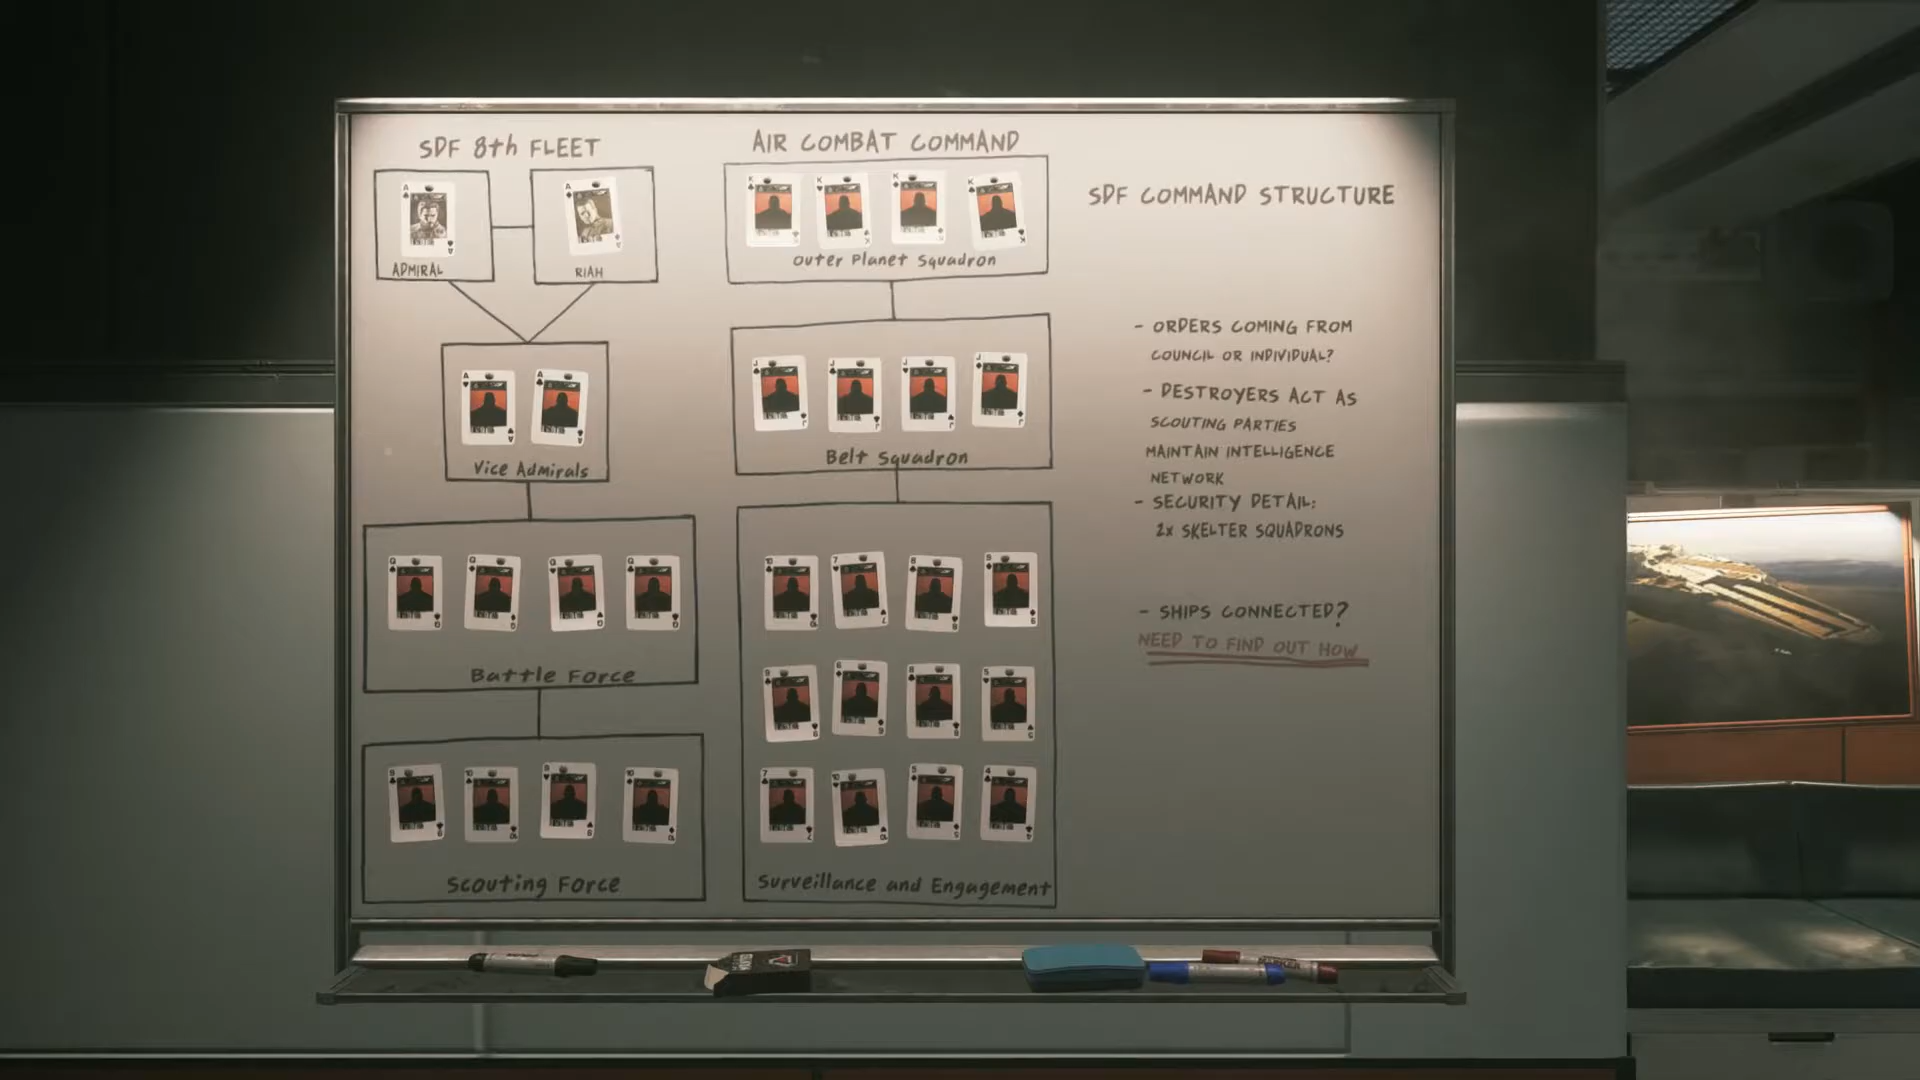 SDF 8th FLEET
ADMIRAL
RIAH
Vice Admirals
Battle Force
Scouting Force
AIR COMBAT COMMAND
Outer Planet Squadron
Belt Squadron
Surveillance and Engagement
SDF COMMAND STRUCTURE
- ORDERS COMING FROM
COUNCIL OR INDIVIDUAL?
- DESTROYERS ACT AS
SCOUTING PARTIES
MAINTAIN INTELLIGENCE
NETWORK
- SECURITY DETAIL:
2x SKELTER SQUADRONS
- SHIPS CONNECTED?
NEED TO FIND OUT HOW
MARKER